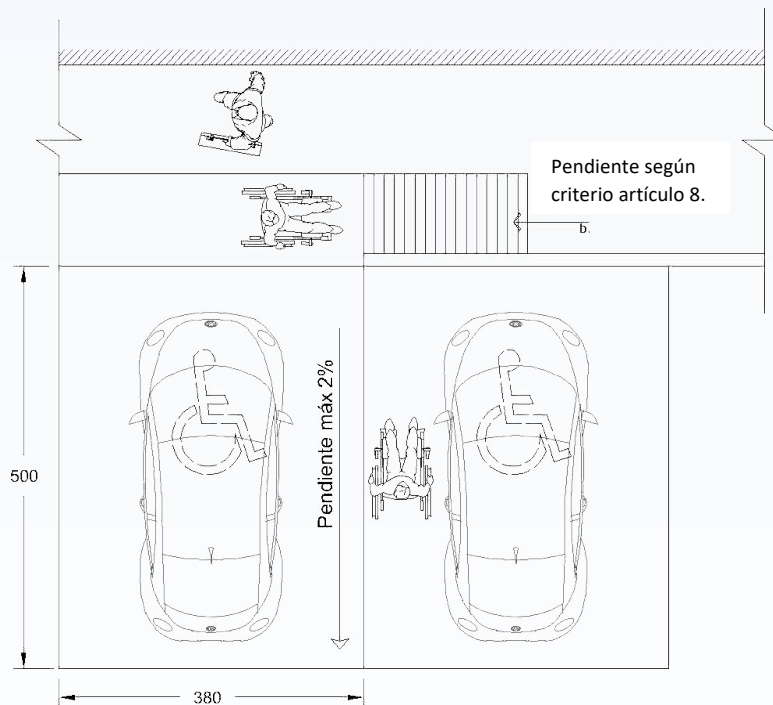 Pendiente según
criterio artículo 8.
b.
Pendiente máx 2%
500
380